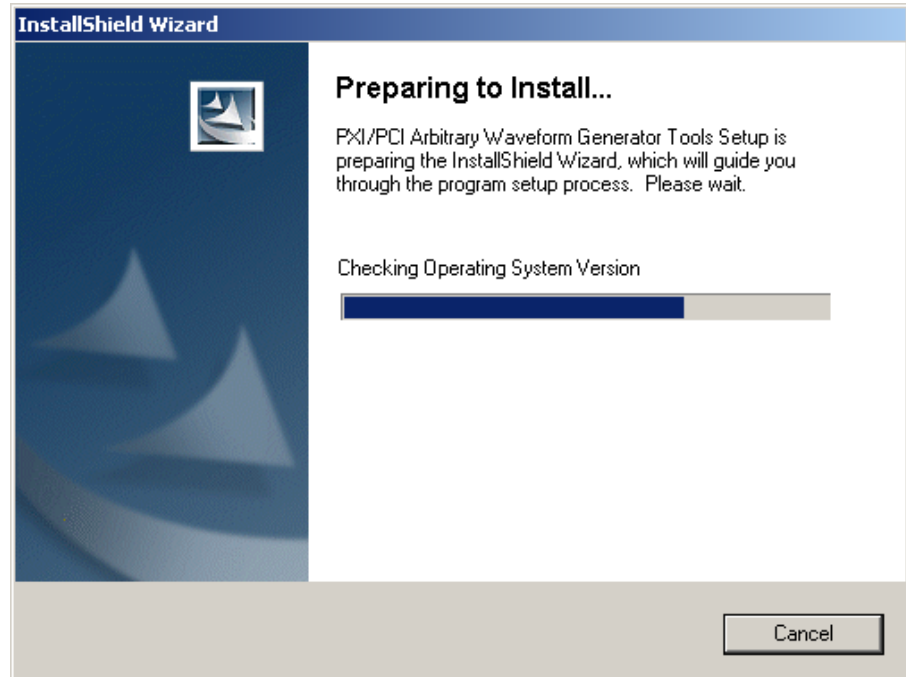 InstallShield Wizard
Preparing to Install...
PXI/PCI Arbitrary Waveform Generator Tools Setup is
preparing the InstallShield Wizard, which will guide you
through the program setup process.  Please wait.
Checking Operating System Version
Cancel